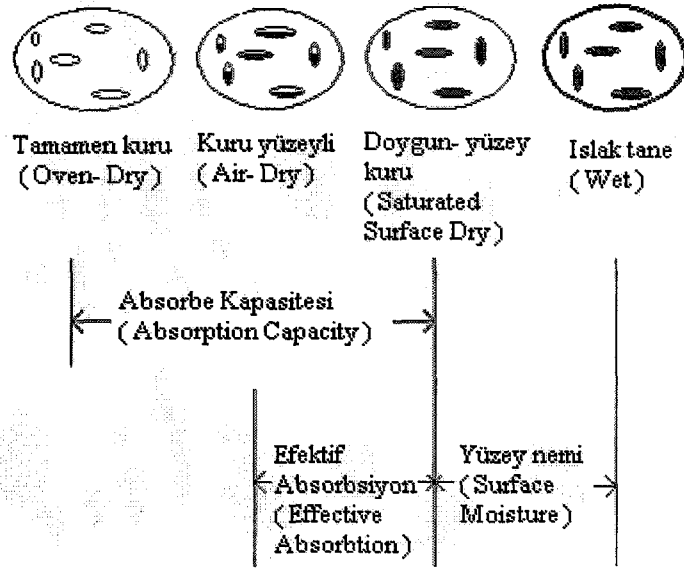 Tamamen kuru
(Oven- Dry)
Kuru yüzeyli
(Air- Dry)
Doygun- yüzey
kuru
(Saturated
Surface Dry)
Islak tane
(Wet)
Absorbe Kapasitesi
(Absorption Capacity)
Efektif
Absorbsiyon
(Effective
Absorbtion)
Yüzey nemi
(Surface
Moisture)